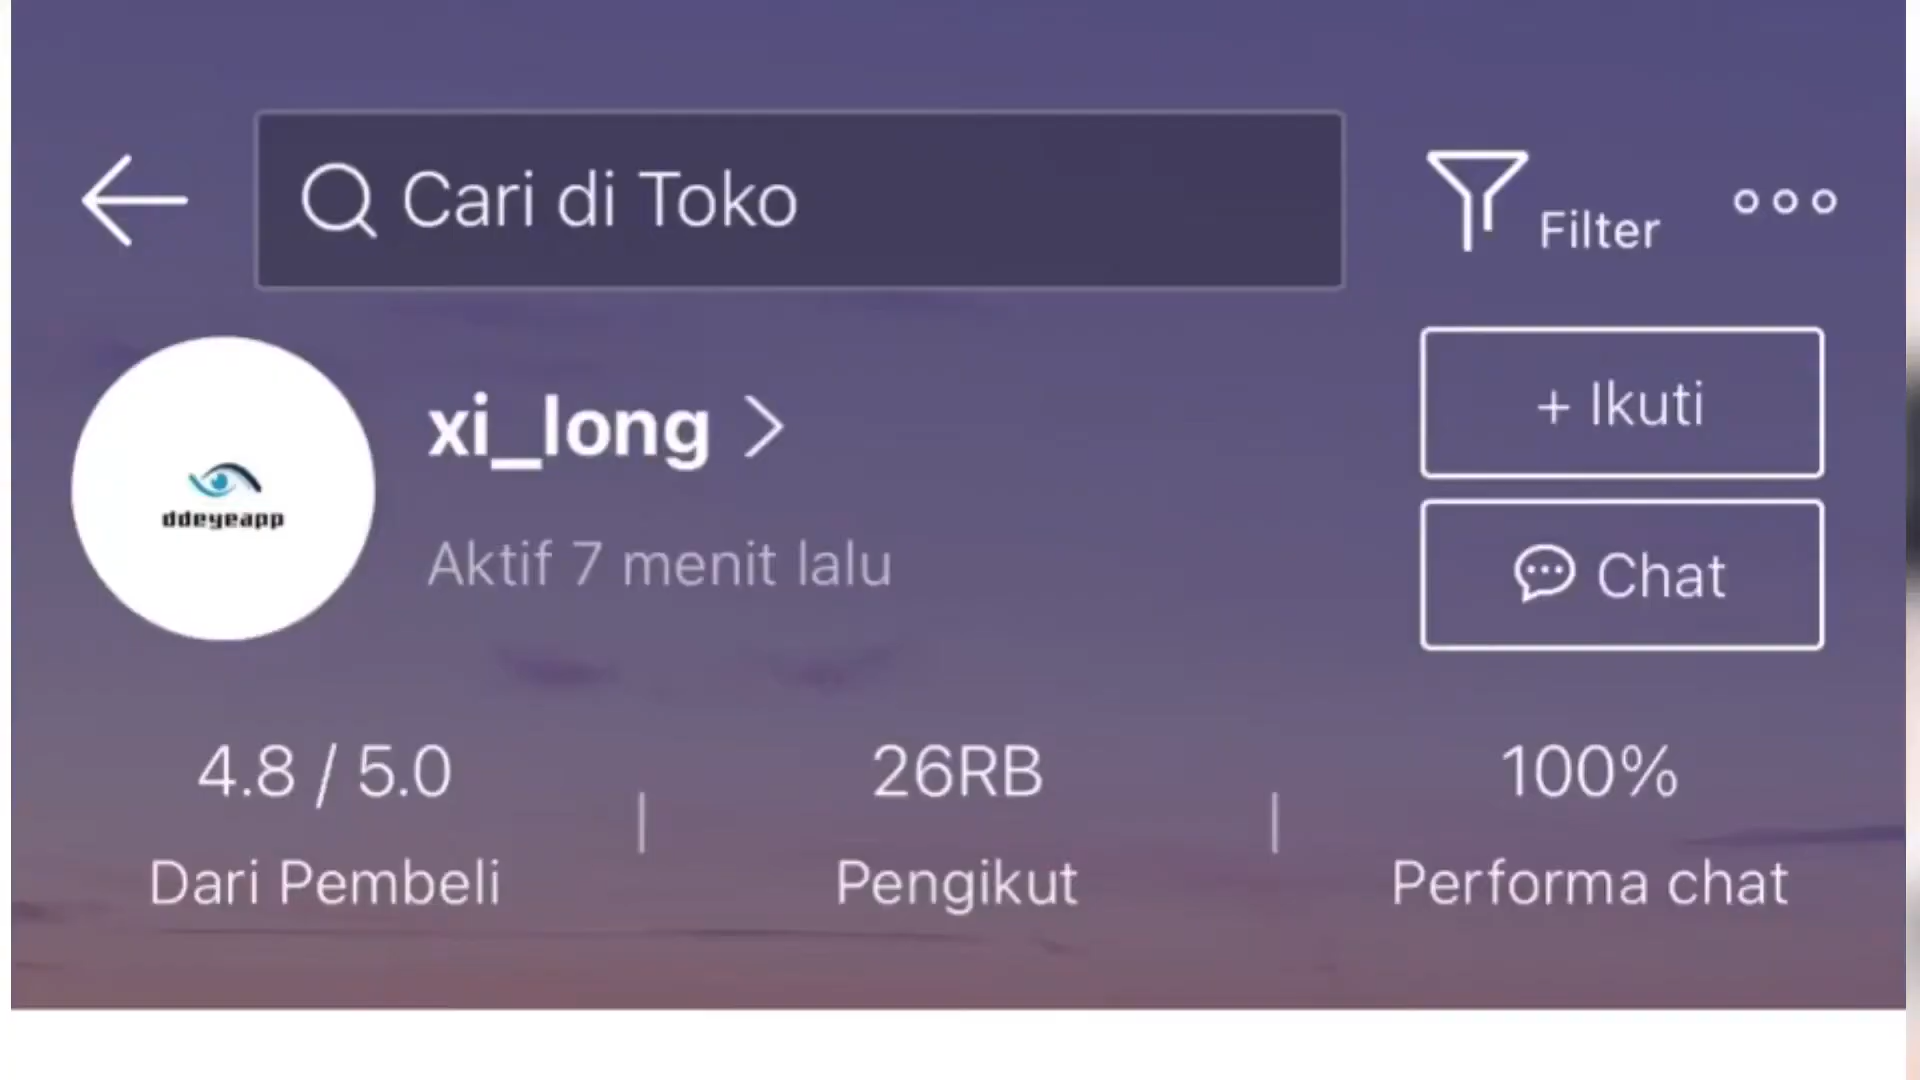 Cari di Toko
Filter
xi_long
+ Ikuti
ddeyeapp
Aktif 7 menit lalu
Chat
4.8 / 5.0
26RB
100%
Dari Pembeli
Pengikut
Performa chat